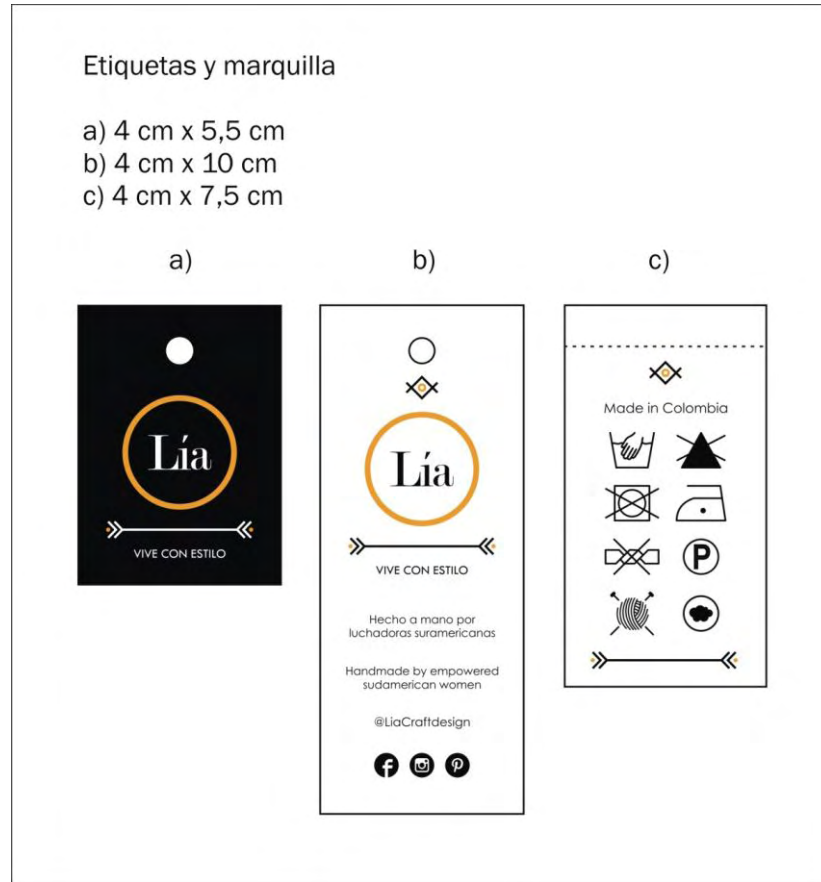 Etiquetas y marquilla
a) 4 cm x 5,5 cm
b) 4 cm x 10 cm
c) 4 cm x 7,5 cm
a)
b)
c)
Lía
VIVE CON ESTILO
Lía
VIVE CON ESTILO
Hecho a mano por
luchadoras suramericanas
Handmade by empowered
sudamerican women
@LiaCraftdesign
Made in Colombia
P